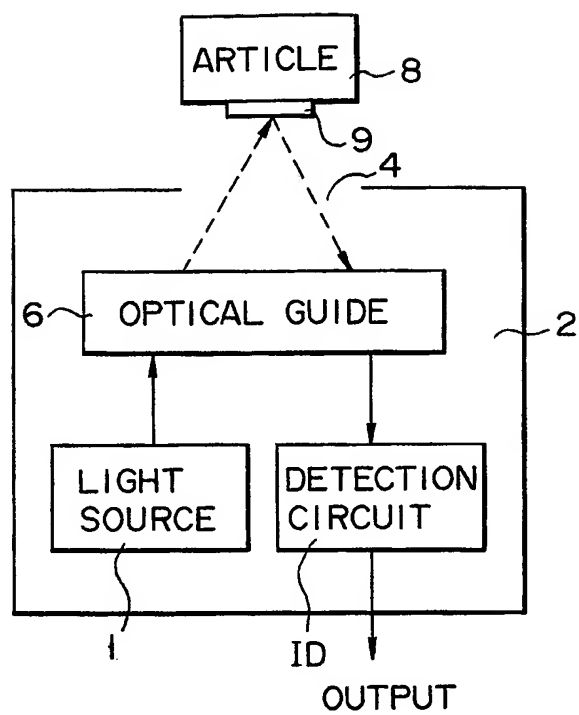 ARTICLE
8
9
4
6
OPTICAL GUIDE
2
LIGHT
SOURCE
DETECTION
CIRCUIT
1
ID
OUTPUT